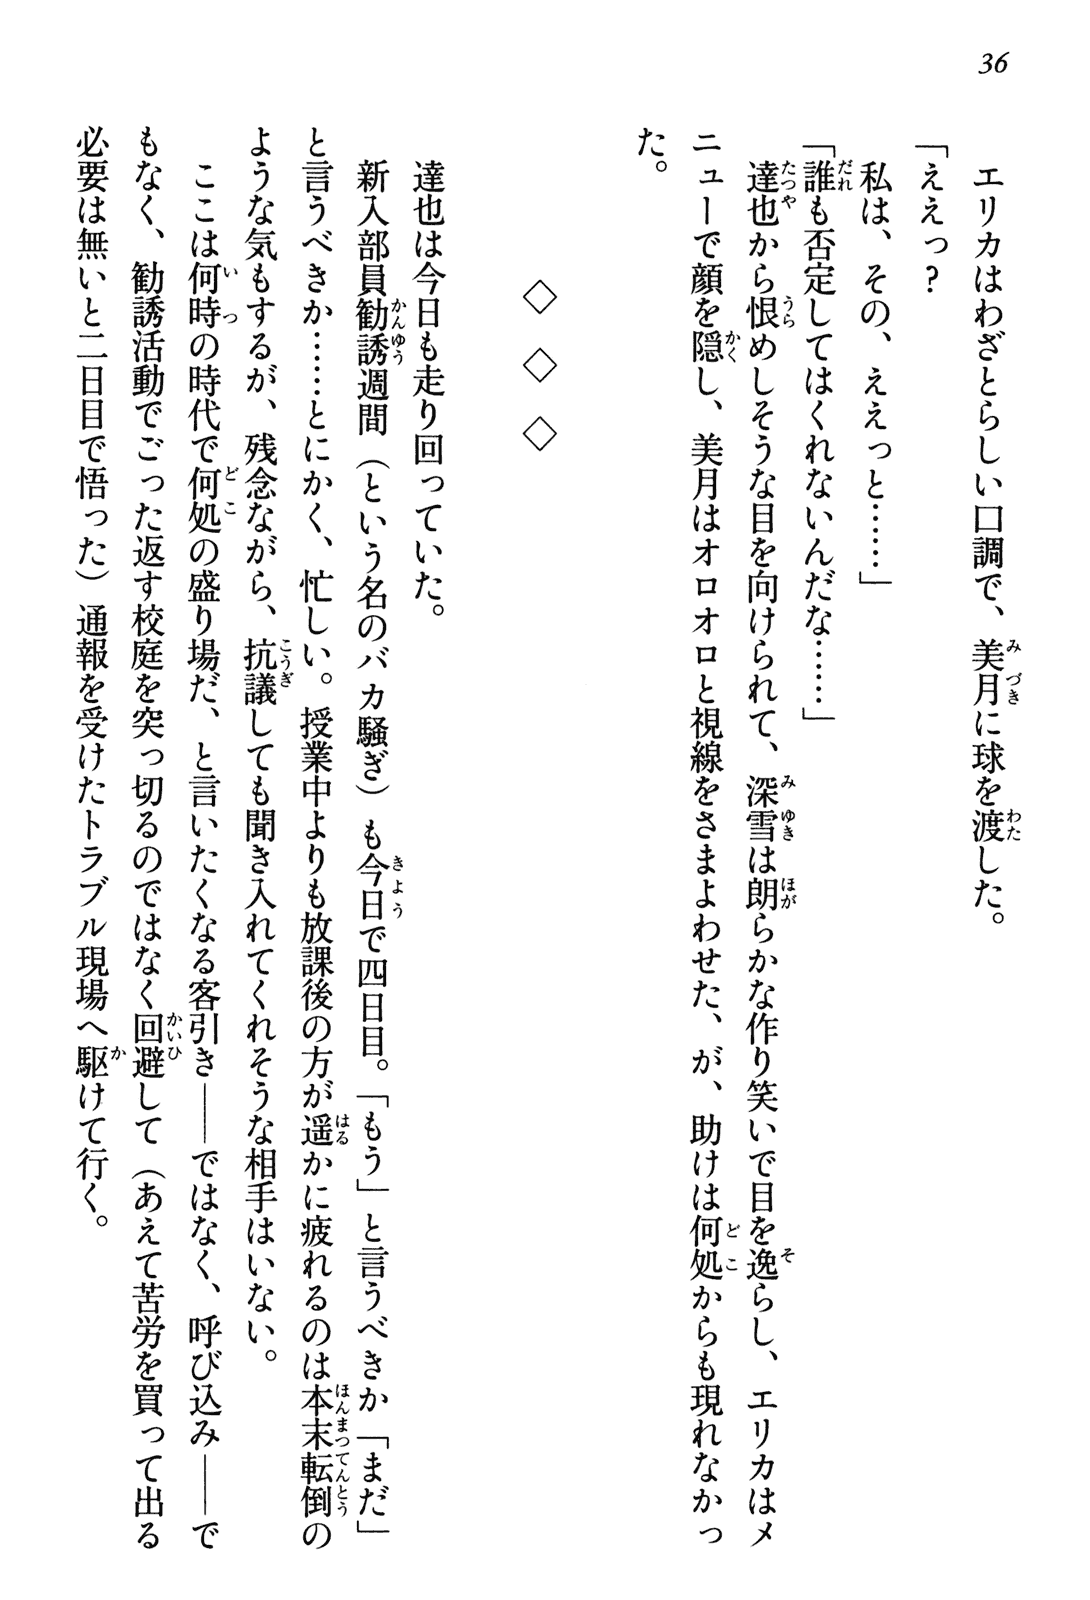 36
エリカはわざとらしい口調で、美月に球を渡した。
「ええっ?
私は、その、ええっと……」
「誰も否定してはくれないんだな……」
達也から恨めしそうな目を向けられて、深雪は朗らかな作り笑いで目を逸らし、エリカはメ
ニューで顔を隠し、美月はオロオロと視線をさまよわせた、が、助けは何処からも現れなかっ
た。
◇ ◇ ◇
達也は今日も走り回っていた。
新入部員勧誘週間(という名のバカ騒ぎ)も今日で四日目。「もう」と言うべきか「まだ」
と言うべきか……とにかく、忙しい。授業中よりも放課後の方が遥かに疲れるのは本末転倒の
ような気もするが、残念ながら、抗議しても聞き入れてくれそうな相手はいない。
ここは何時の時代で何処の盛り場だ、と言いたくなる客引き――ではなく、呼び込み――で
もなく、勧誘活動でごった返す校庭を突っ切るのではなく回避して(あえて苦労を買って出る
必要は無いと二日目で悟った)通報を受けたトラブル現場へ駆けて行く。